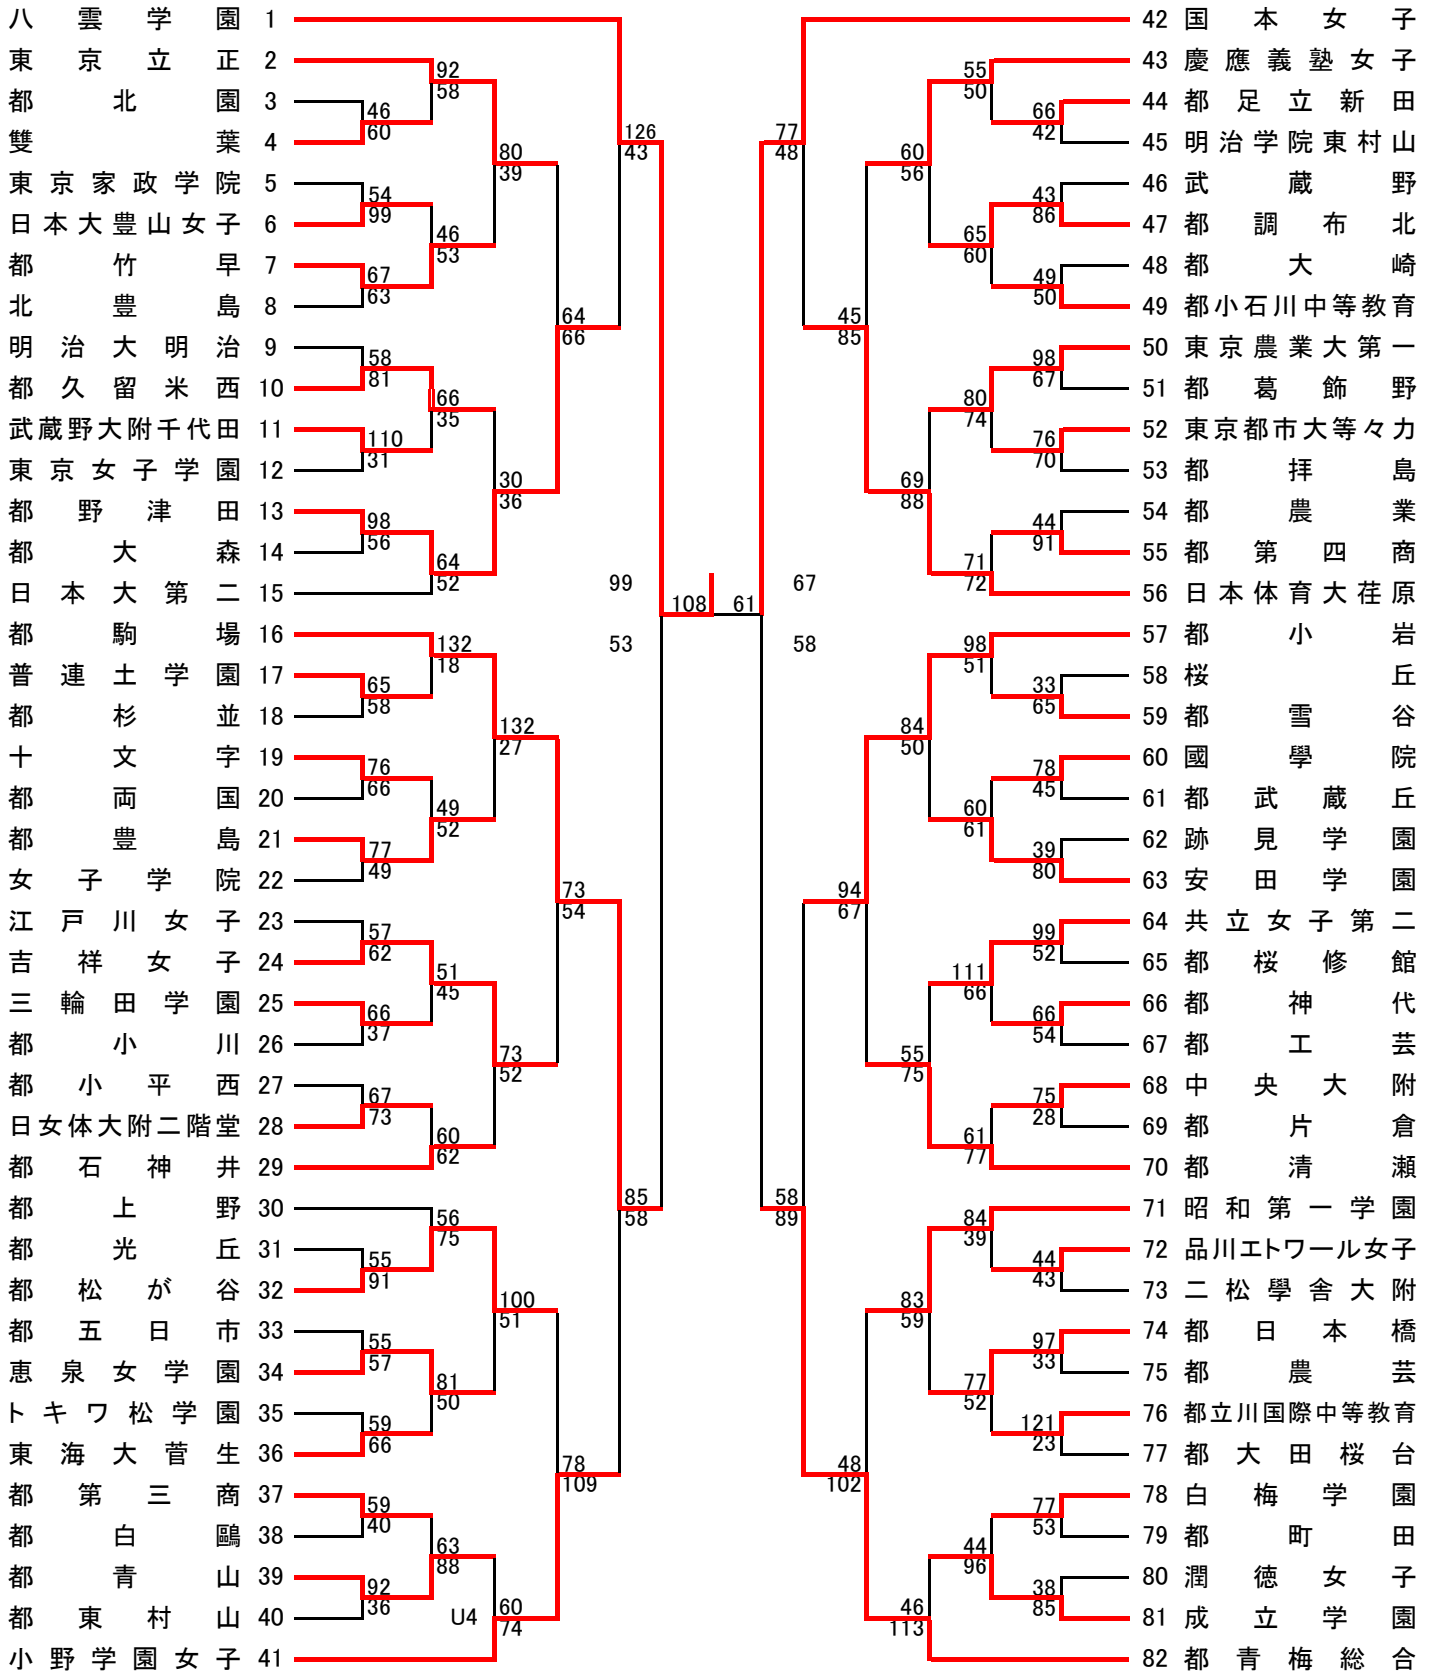 八雲学園 1
東京立正 2
都北園 3
雙葉 4
東京家政学院 5
日本大豊山女子 6
都竹早 7
北豊島 8
明治大明治 9
都久留米西 10
武蔵野大附千代田 11
東京女子学園 12
都野津田 13
都大森 14
日本大第二 15
都駒場 16
普連土学園 17
都杉並 18
十文字 19
都両国 20
都豊島 21
女子学院 22
江戸川女子 23
吉祥女子 24
三輪田学園 25
都小川 26
都小平西 27
日女体大附二階堂 28
都石神井 29
都上野 30
都光丘 31
都松が谷 32
都五日市 33
恵泉女学園 34
トキワ松学園 35
東海大菅生 36
都第三商 37
都白鷗 38
都青山 39
都東村山 40
小野学園女子 41
46
60
54
99
67
63
58
81
110
31
98
56
65
58
76
66
77
49
57
62
66
37
67
73
55
91
55
57
59
66
59
40
92
36
92
58
46
53
66
35
64
52
132
18
49
52
51
45
60
62
56
75
81
50
63
88
U4
80
39
30
36
132
27
73
52
100
51
60
74
64
66
73
54
78
109
126
43
85
58
99
53
108
61
67
58
77
48
58
89
45
85
94
67
48
102
60
56
69
88
84
50
55
75
83
59
46
113
55
50
65
60
80
74
71
72
98
51
60
61
111
66
61
77
84
39
77
52
44
96
66
42
43
86
49
50
98
67
76
70
44
91
33
65
78
45
39
80
99
52
66
54
75
28
44
43
97
33
121
23
77
53
38
85
42 国本女子
43 慶應義塾女子
44 都足立新田
45 明治学院東村山
46 武蔵野
47 都調布北
48 都大崎
49 都小石川中等教育
50 東京農業大第一
51 都葛飾野
52 東京都市大等々力
53 都拝島
54 都農業
55 都第四商
56 日本体育大荏原
57 都小岩
58 桜丘
59 都雪谷
60 國學院
61 都武蔵丘
62 跡見学園
63 安田学園
64 共立女子第二
65 都桜修館
66 都神代
67 都工芸
68 中央大附
69 都片倉
70 都清瀬
71 昭和第一学園
72 品川エトワール女子
73 二松學舎大附
74 都日本橋
75 都農芸
76 都立川国際中等教育
77 都大田桜台
78 白梅学園
79 都町田
80 潤徳女子
81 成立学園
82 都青梅総合